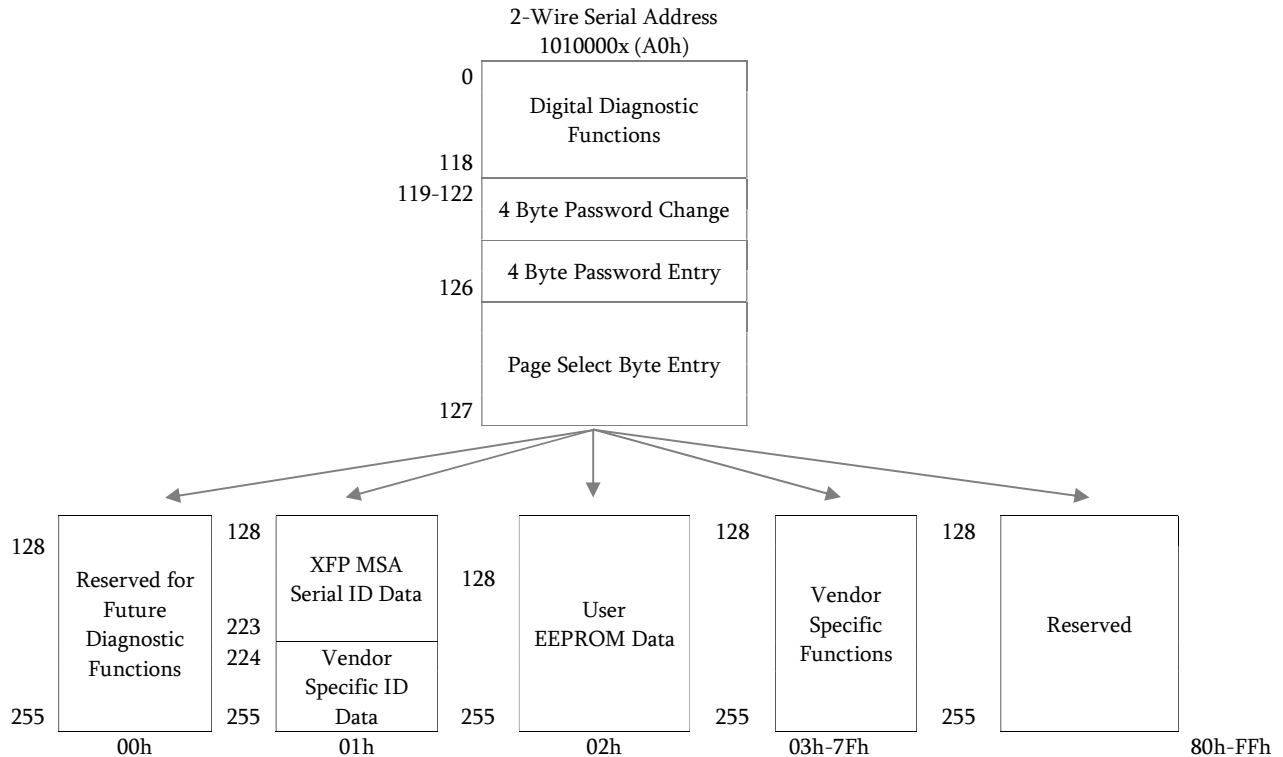 2-Wire Serial Address
1010000x (A0h)
0
Digital Diagnostic
Functions
118
119-122
4 Byte Password Change
4 Byte Password Entry
126
Page Select Byte Entry
127
128
Reserved for
Future
Diagnostic
Functions
255
00h
128
XFP MSA
Serial ID Data
223
224
Vendor
Specific ID
Data
255
01h
128
User
EEPROM Data
255
02h
128
Vendor
Specific
Functions
255
03h-7Fh
128
Reserved
255
80h-FFh